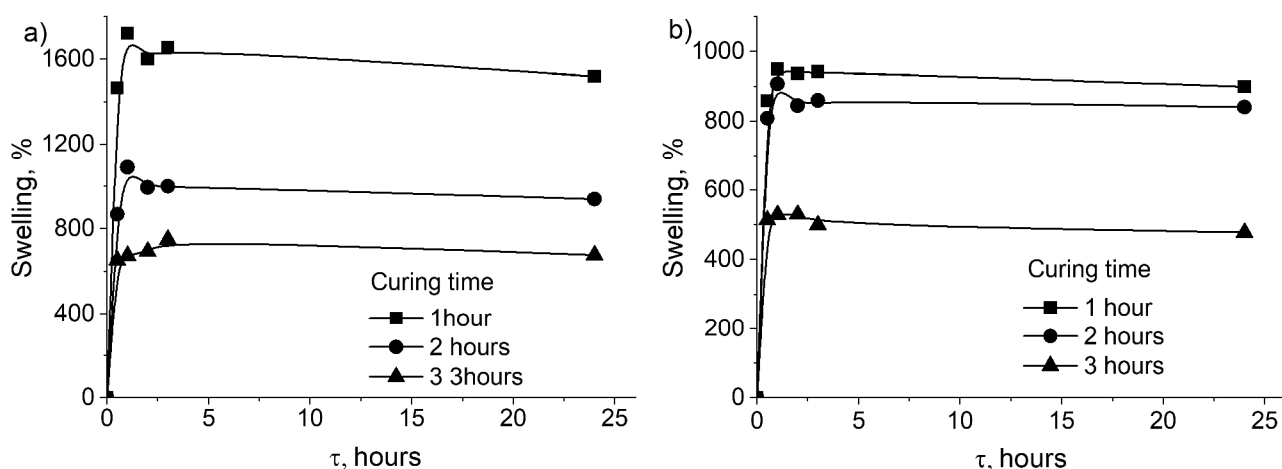 a)
Swelling, %
1600
1200
800
400
0
0
5
10
15
20
25
τ, hours
Curing time
1hour
2 hours
3 3hours
b)
Swelling, %
1000
800
600
400
200
0
0
5
10
15
20
25
τ, hours
Curing time
1 hour
2 hours
3 hours